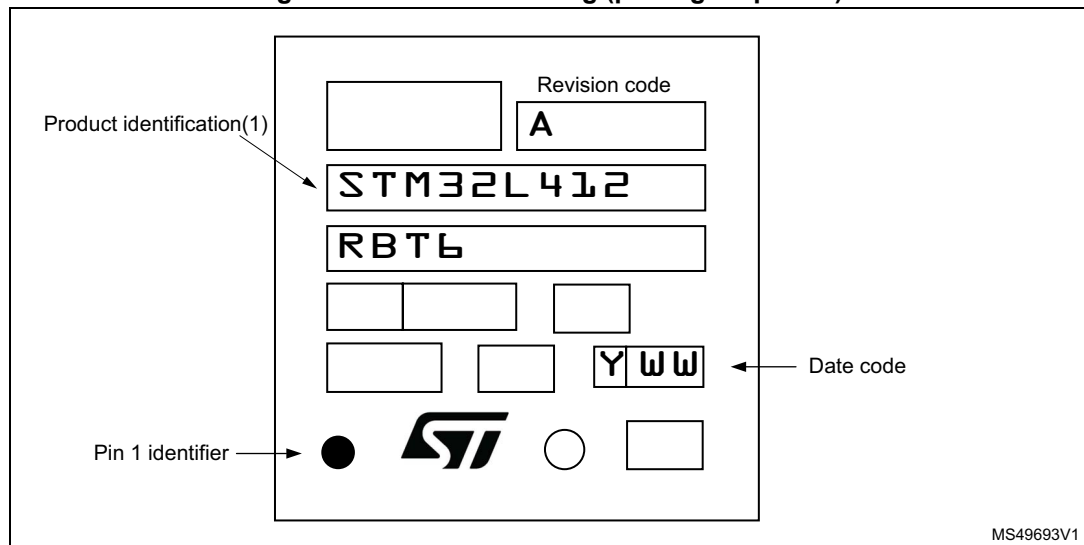 Revision code
A
Product identification(1)
STM32L412
RBT6
Y WW
Date code
ST
Pin 1 identifier
MS49693V1